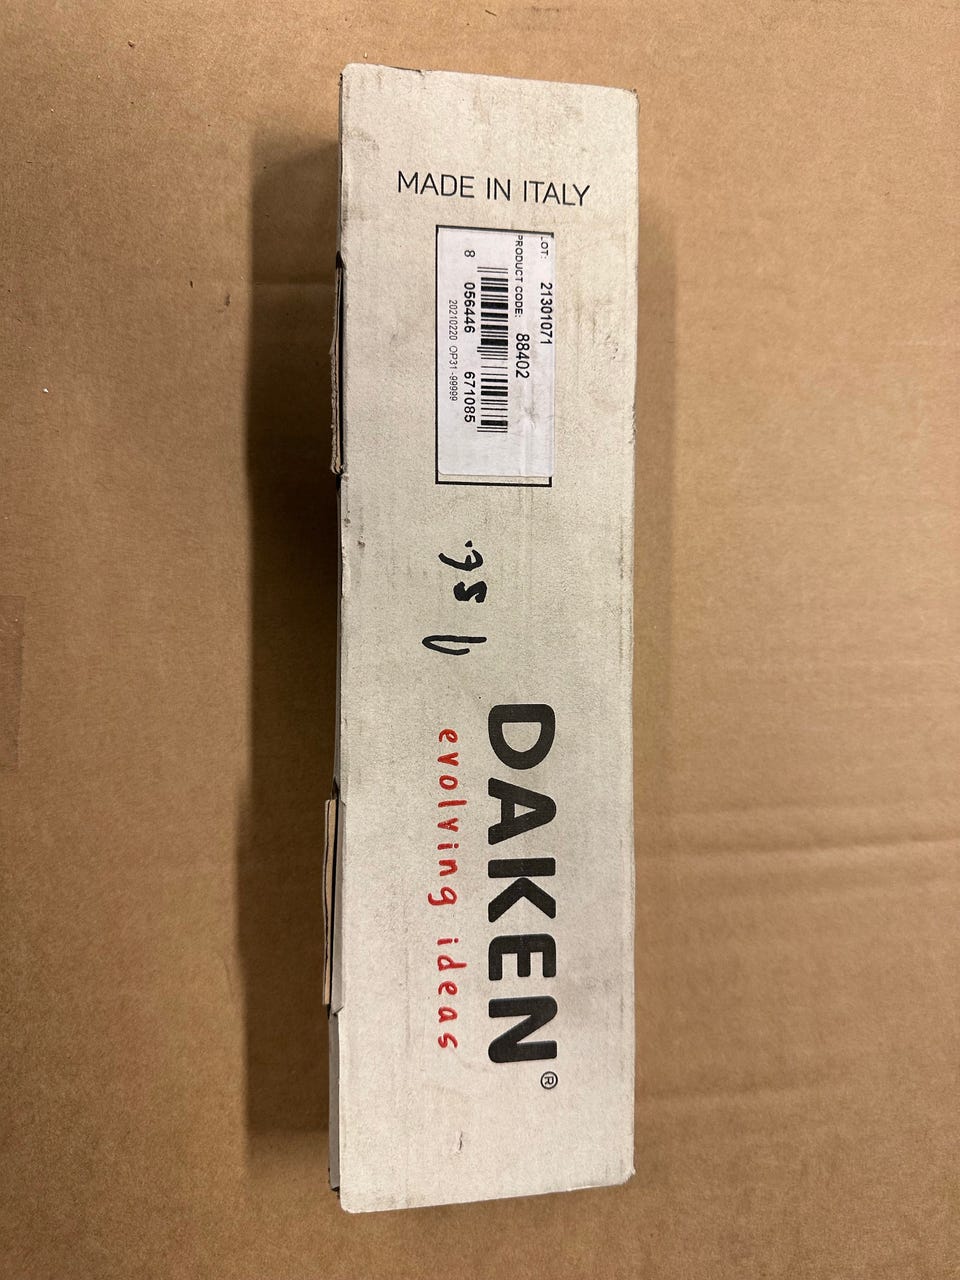 MADE IN ITALY
LOT: 21301071
PRODUCT CODE: 88402
8 056446 671085
20210220 OP31-99999
DAKEN®
evolving ideas